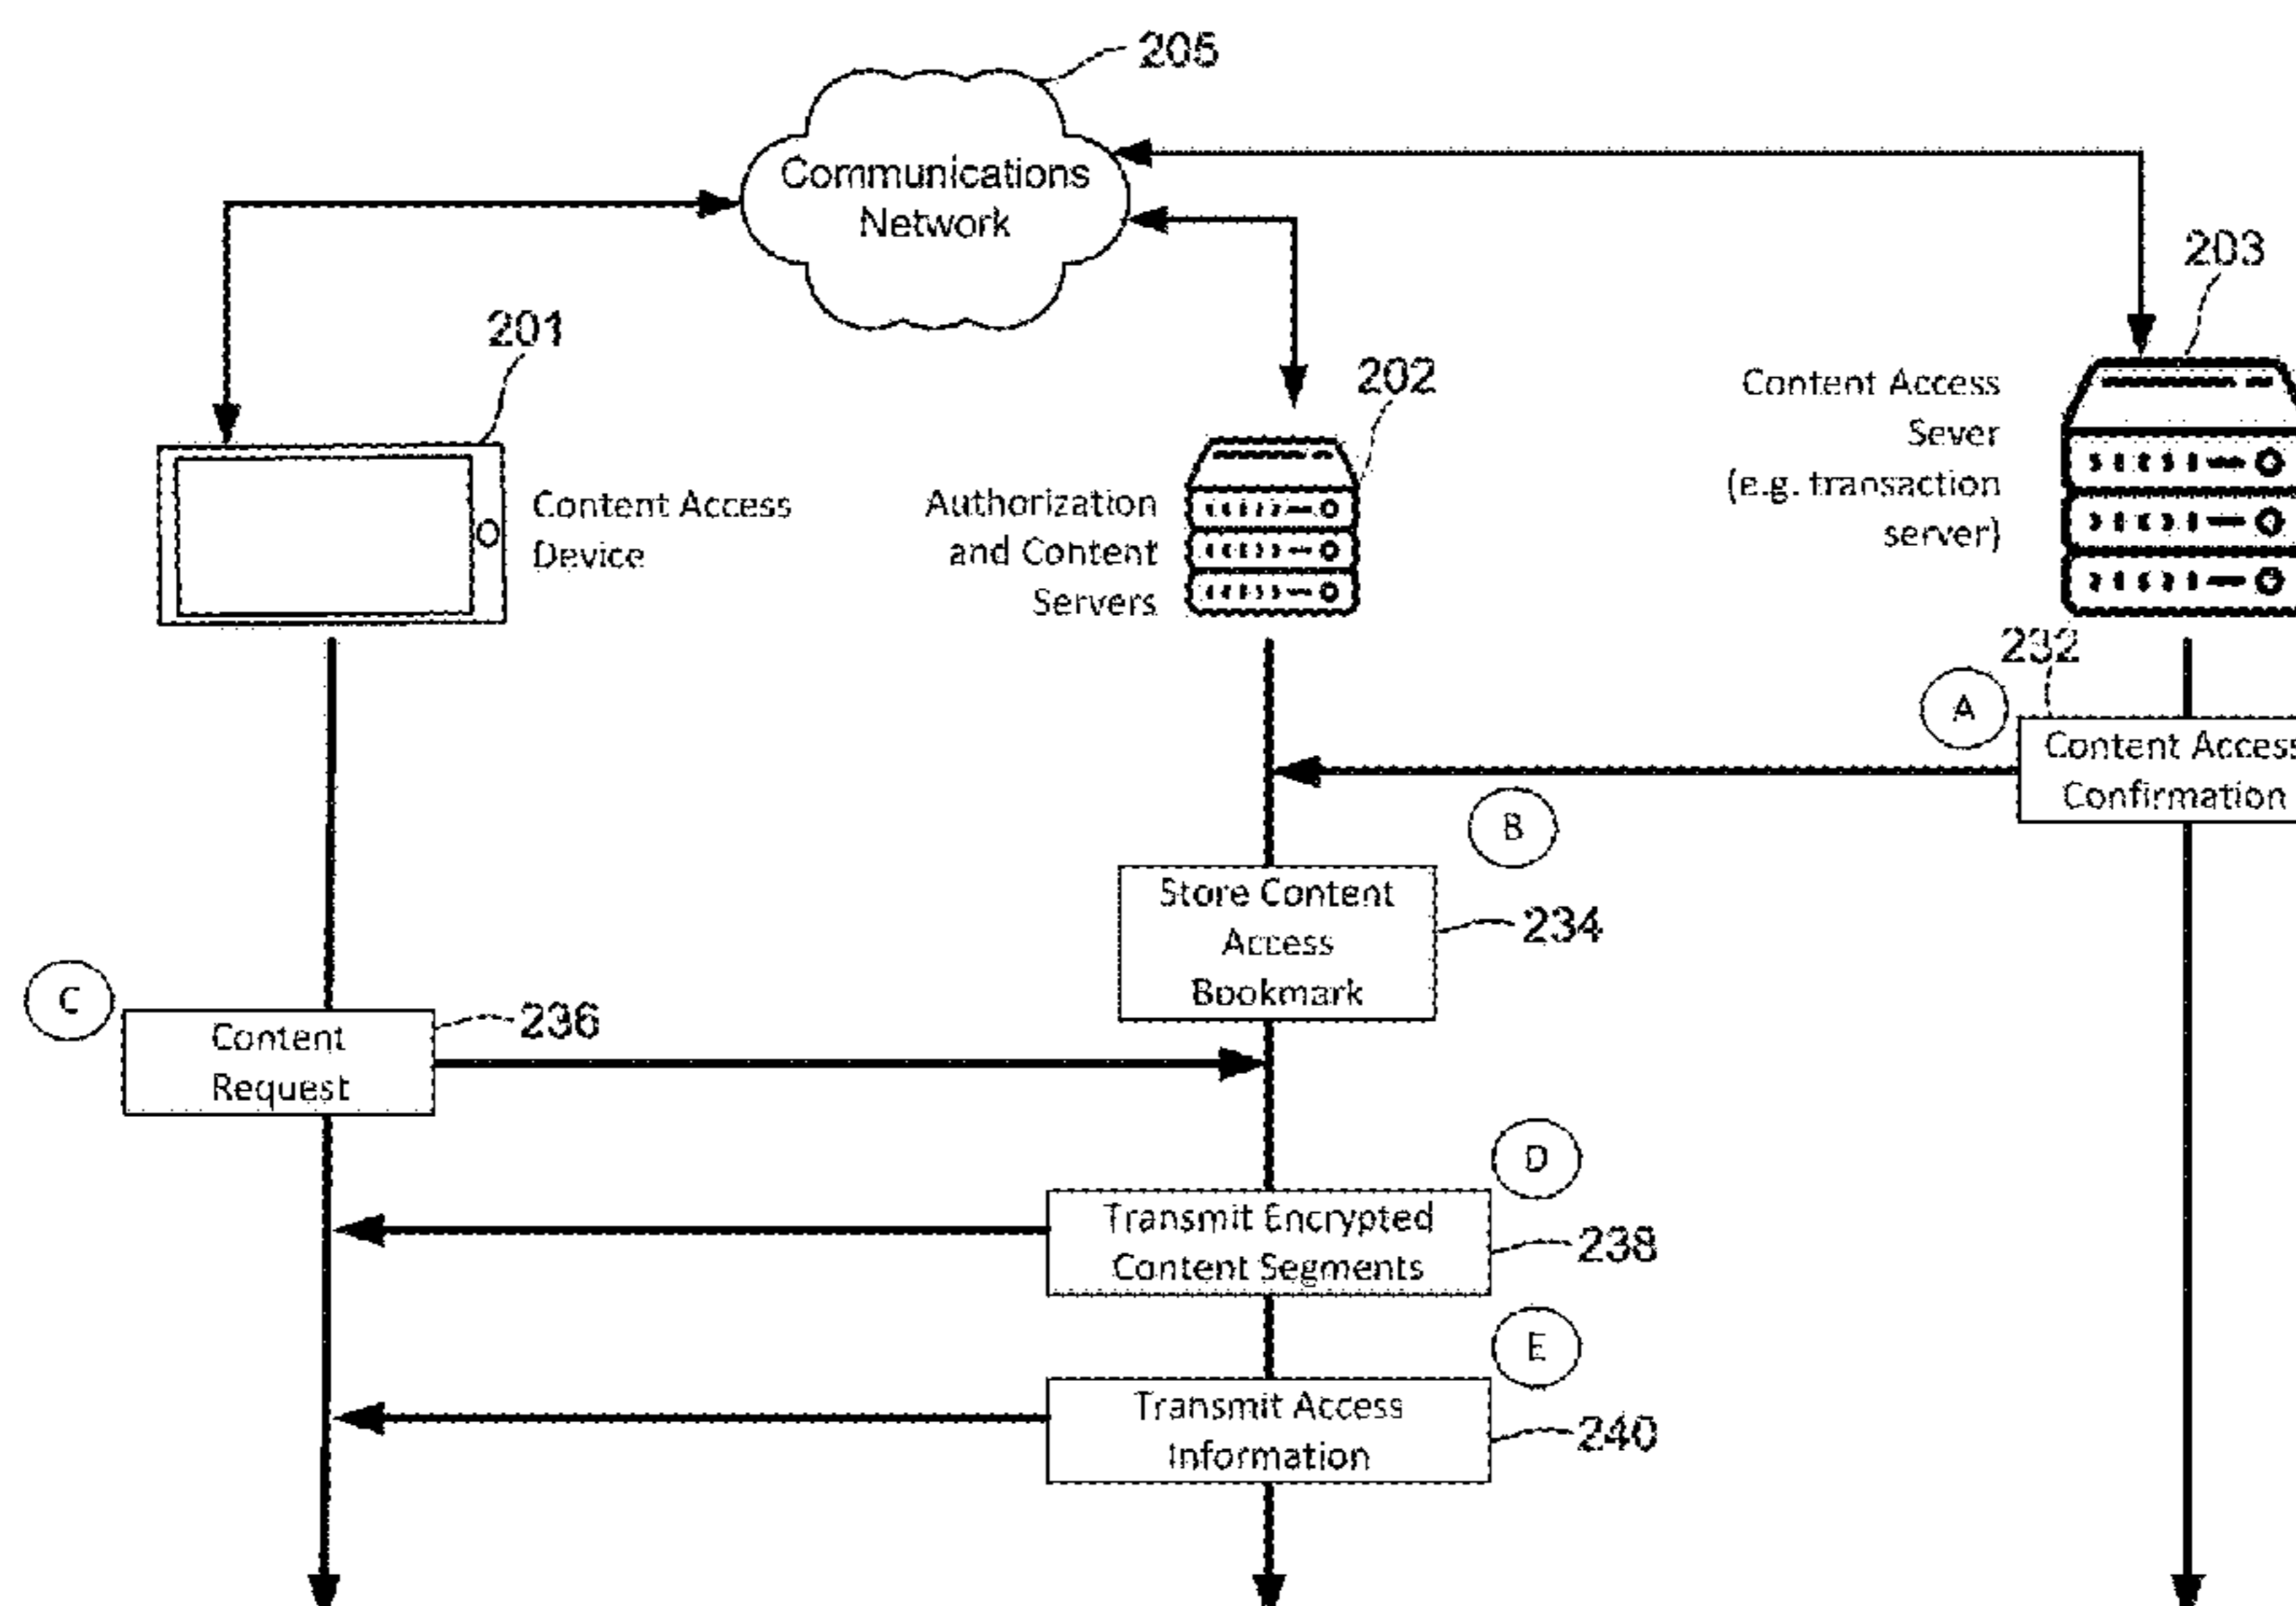 205
Communications
Network
203
201
202
Content Access
Sever
(e.g. transaction
server)
Content Access
Device
Authorization
and Content
Servers
232
A
Content Access
Confirmation
B
Store Content
Access
Bookmark
234
C
236
Content
Request
D
Transmit Encrypted
Content Segments
238
E
Transmit Access
Information
240